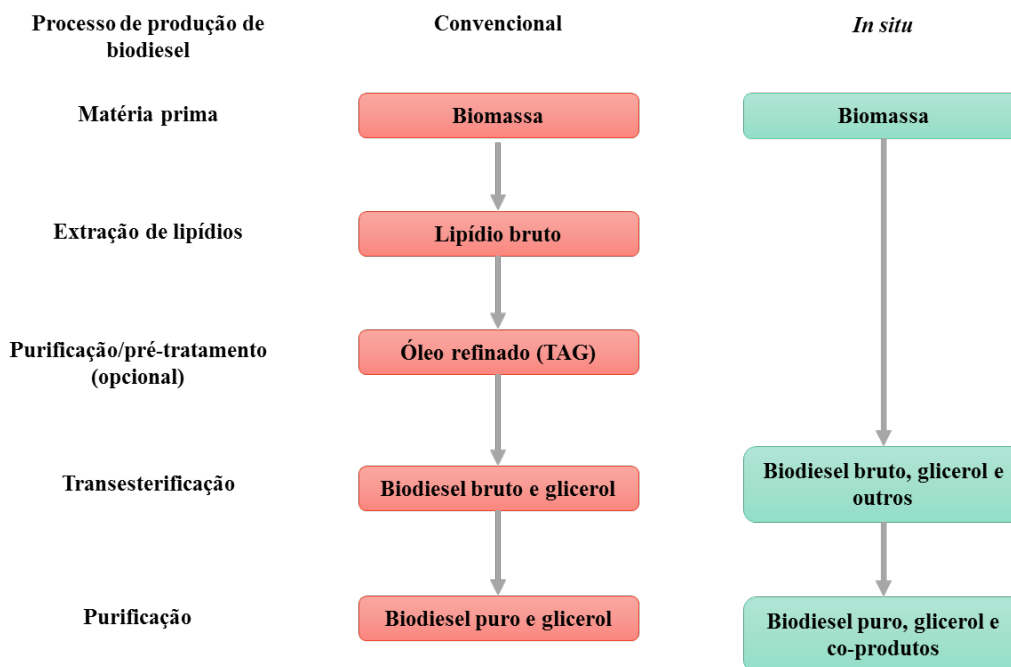 Processo de produção de
biodiesel
Convencional
In situ
Matéria prima
Biomassa
Biomassa
Extração de lipídios
Lipídio bruto
Purificação/pré-tratamento
(opcional)
Óleo refinado (TAG)
Transesterificação
Biodiesel bruto e glicerol
Biodiesel bruto, glicerol e
outros
Purificação
Biodiesel puro e glicerol
Biodiesel puro, glicerol e
co-produtos